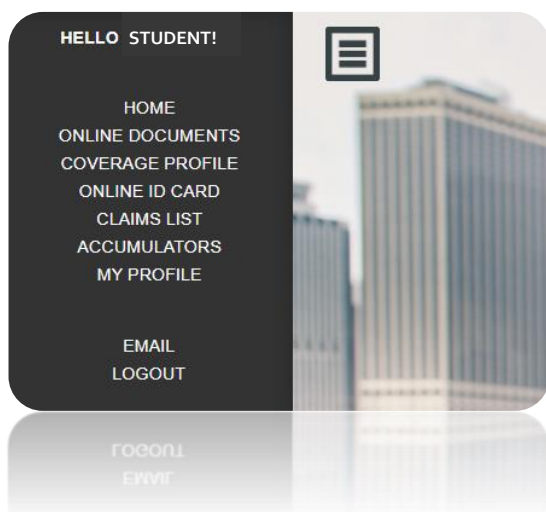 HELLO STUDENT!
HOME
ONLINE DOCUMENTS
COVERAGE PROFILE
ONLINE ID CARD
CLAIMS LIST
ACCUMULATORS
MY PROFILE
EMAIL
LOGOUT